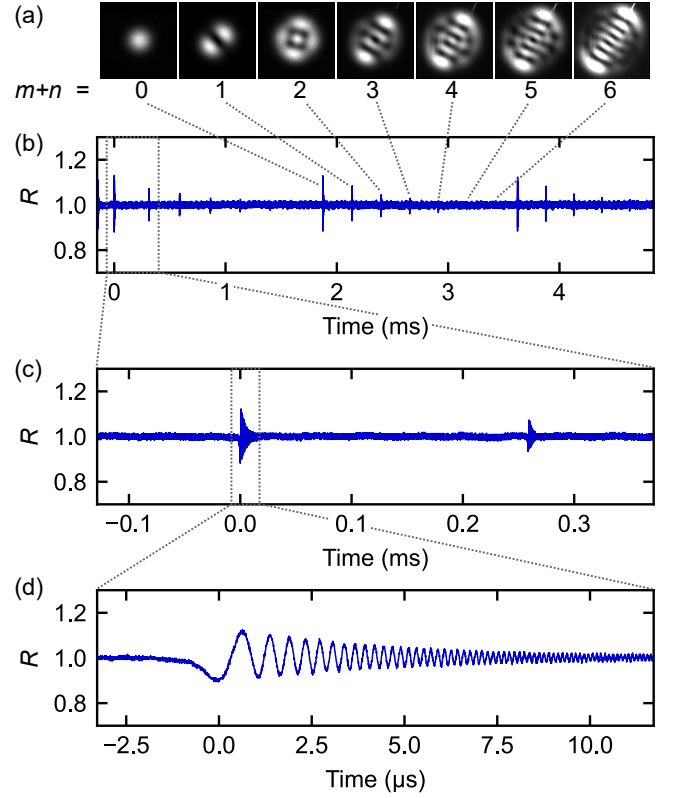 (a)
m+n = 0 1 2 3 4 5 6
(b)
1.2
1.0
0.8
R
0 1 2 3 4
Time (ms)
(c)
1.2
1.0
0.8
R
−0.1 0.0 0.1 0.2 0.3
Time (ms)
(d)
1.2
1.0
0.8
R
−2.5 0.0 2.5 5.0 7.5 10.0
Time (μs)